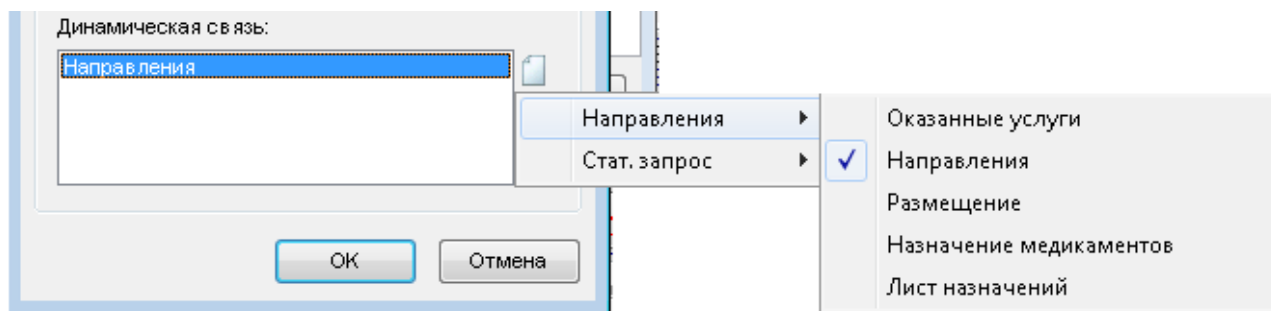 Динамическая связь:
Направления
Направления
Стат. запрос
Оказанные услуги
Направления
Размещение
Назначение медикаментов
Лист назначений
ОК
Отмена